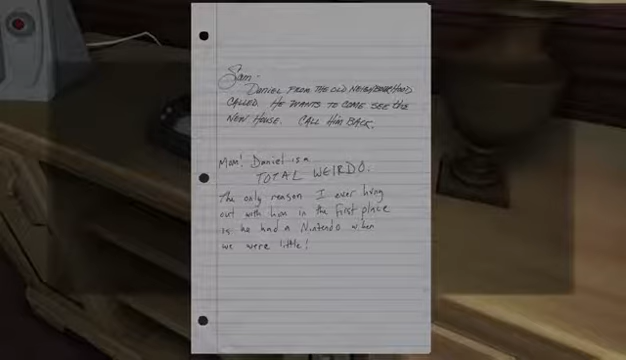 Sam-
DANIEL FROM THE OLD NEIGHBORHOOD
CALLED. HE WANTS TO COME SEE THE
NEW HOUSE. CALL HIM BACK.
Mom! Daniel is a
TOTAL WEIRDO.
The only reason I ever hung
out with him in the first place
is he had a Nintendo when
we were little!